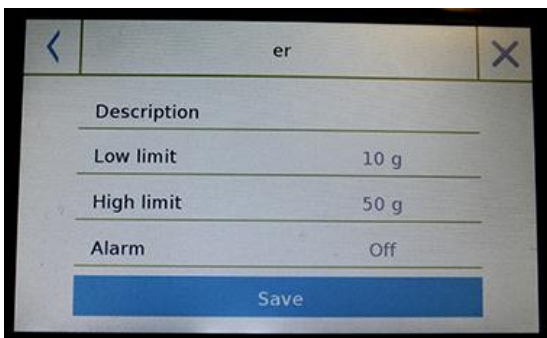 er
Description
Low limit 10 g
High limit 50 g
Alarm Off
Save